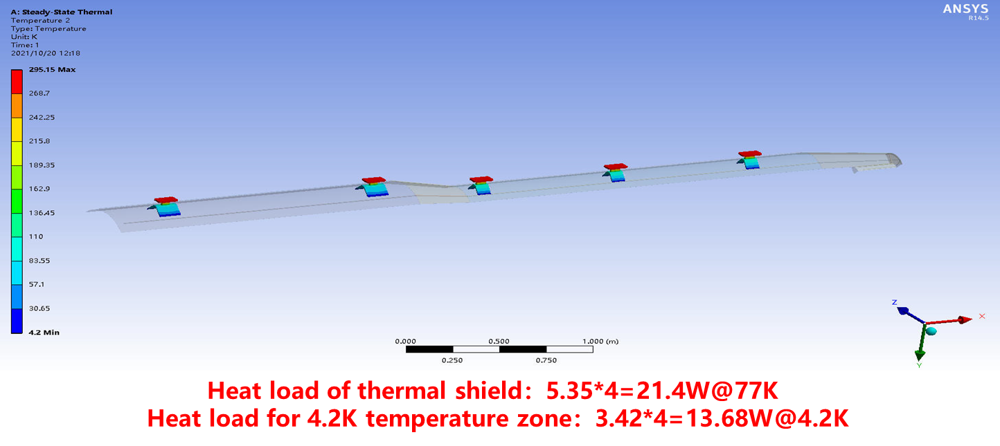 A: Steady-State Thermal
Temperature 2
Type: Temperature
Unit: K
Time: 1
2021/10/20 12:18
ANSYS
R14.5
295.15 Max
268.7
242.25
215.8
189.35
162.9
136.45
110
83.55
57.1
30.65
4.2 Min
0.000 0.500 1.000 (m)
0.250 0.750
Z
X
Y
Heat load of thermal shield：5.35*4=21.4W@77K
Heat load for 4.2K temperature zone：3.42*4=13.68W@4.2K